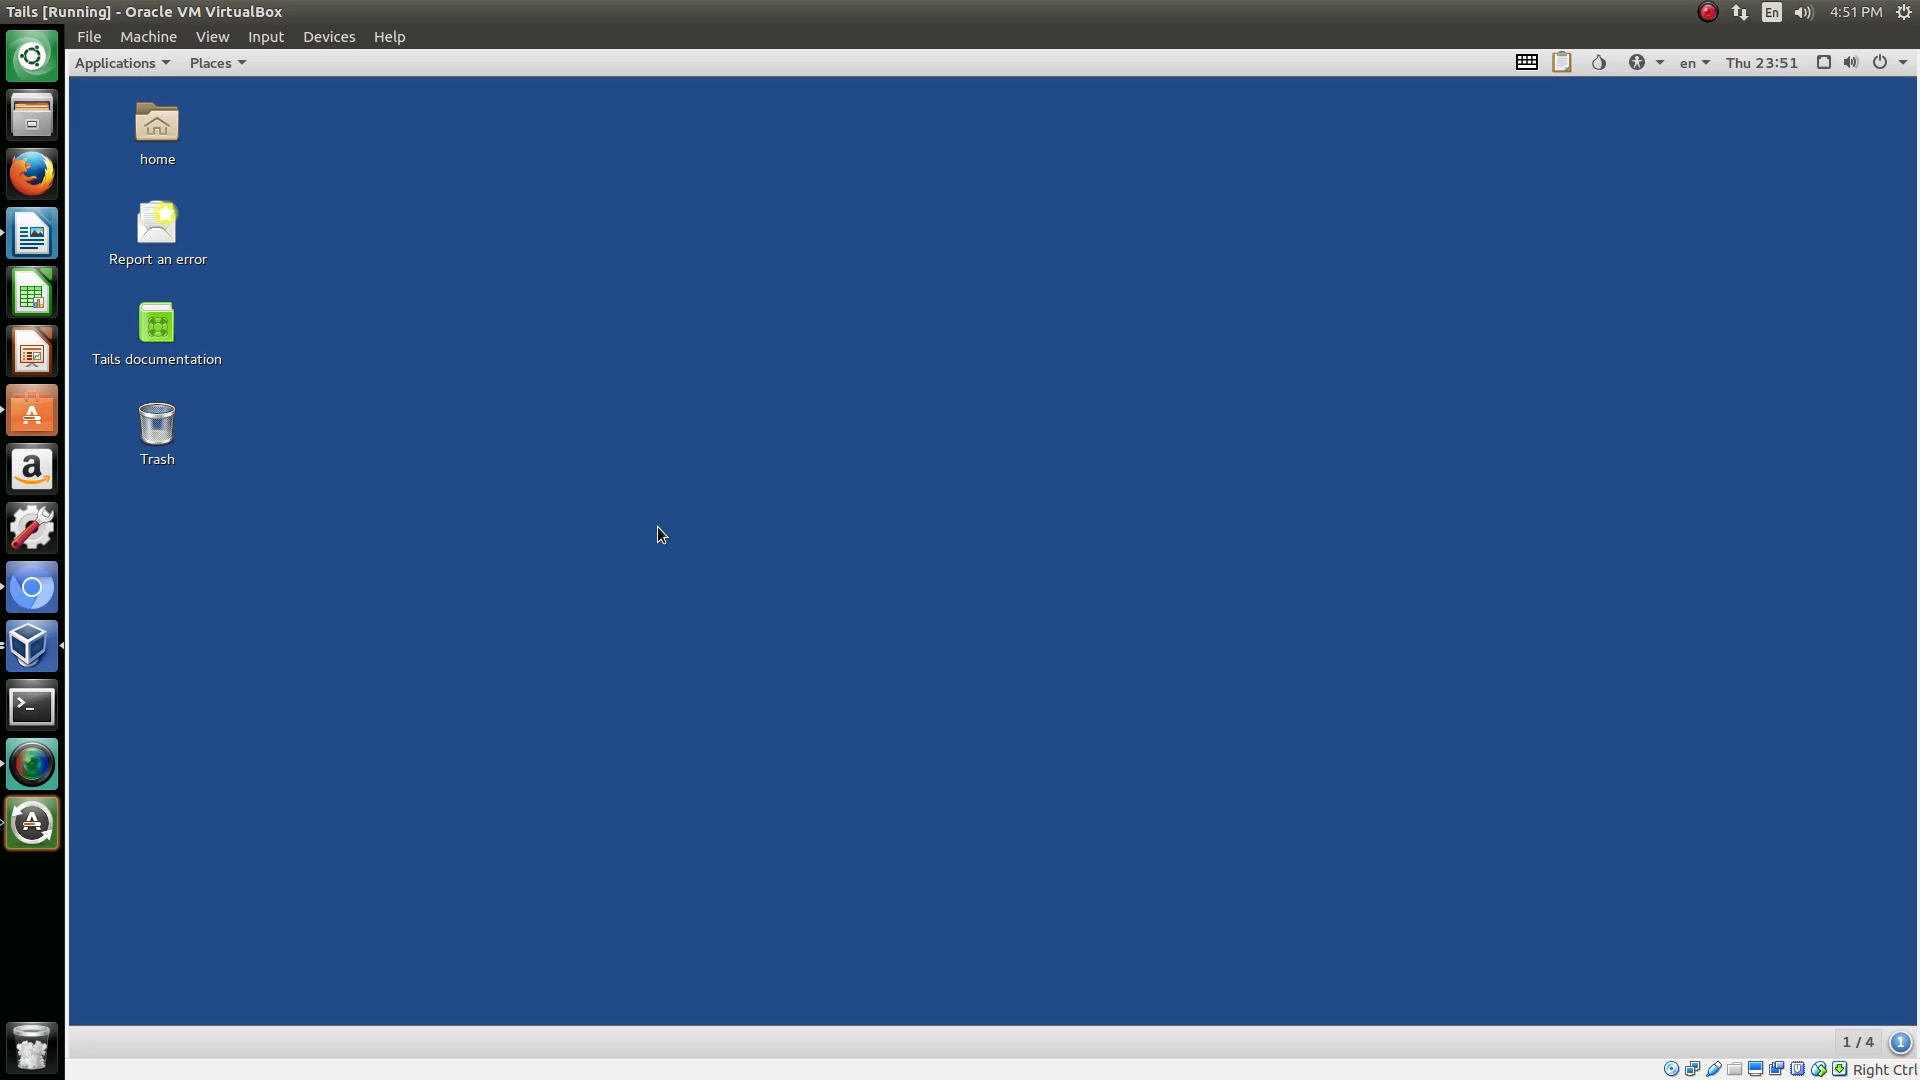 Tails [Running] - Oracle VM VirtualBox
En
4:51 PM
File Machine View Input Devices Help
Applications Places
en
Thu 23:51
home
Report an error
Tails documentation
Trash
1 / 4
1
Right Ctrl